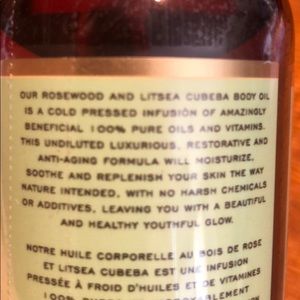 OUR ROSEWOOD AND LITSEA CUBEBA BODY OIL
IS A COLD PRESSED INFUSION OF AMAZINGLY
BENEFICIAL 100% PURE OILS AND VITAMINS.
THIS UNDILUTED LUXURIOUS, RESTORATIVE AND
ANTI-AGING FORMULA WILL MOISTURIZE,
SOOTHE AND REPLENISH YOUR SKIN THE WAY
NATURE INTENDED, WITH NO HARSH CHEMICALS
OR ADDITIVES, LEAVING YOU WITH A BEAUTIFUL
AND HEALTHY YOUTHFUL GLOW.
NOTRE HUILE CORPORELLE AU BOIS DE ROSE
ET LITSEA CUBEBA EST UNE INFUSION
PRESSÉE À FROID D'HUILES ET DE VITAMINES
100%